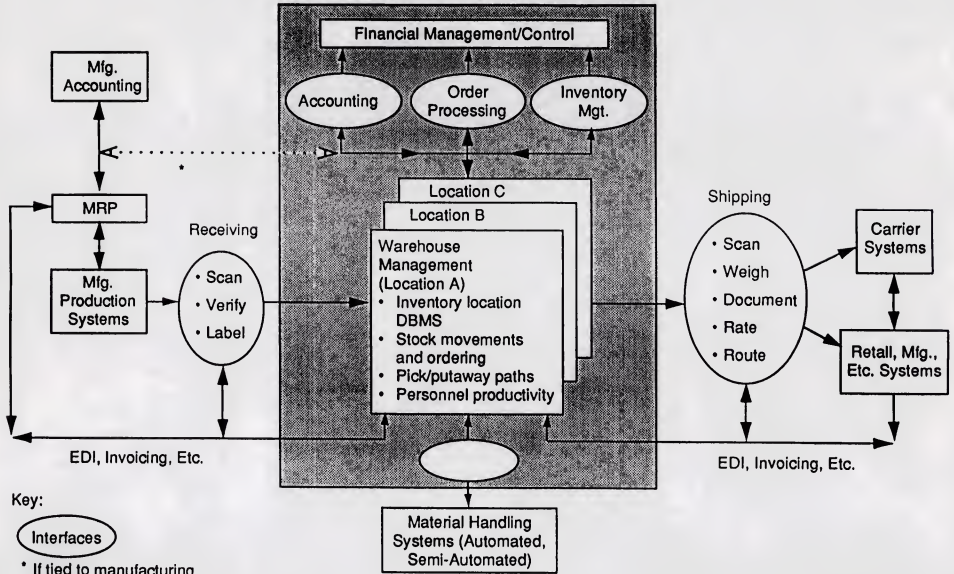 Financial Management/Control
Mfg.
Accounting
Accounting
Order
Processing
Inventory
Mgt.
*
MRP
Mfg.
Production
Systems
Receiving
• Scan
• Verify
• Label
Location C
Location B
Warehouse
Management
(Location A)
• Inventory location
DBMS
• Stock movements
and ordering
• Pick/putaway paths
• Personnel productivity
Shipping
• Scan
• Weigh
• Document
• Rate
• Route
Carrier
Systems
Retail, Mfg.,
Etc. Systems
EDI, Invoicing, Etc.
EDI, Invoicing, Etc.
Material Handling
Systems (Automated,
Semi-Automated)
Key:
Interfaces
* If tied to manufacturing